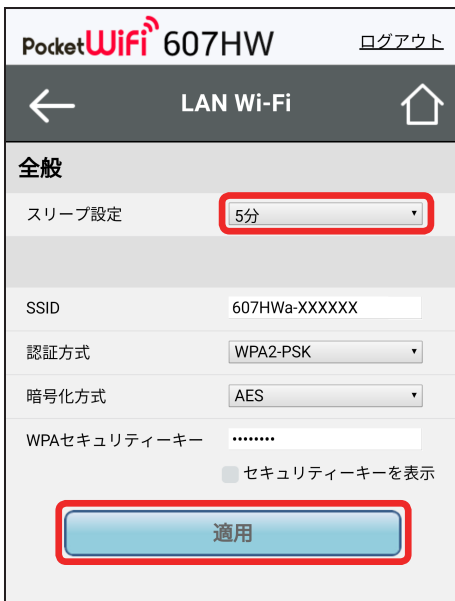 PocketWiFi 607HW ログアウト
LAN Wi-Fi
全般
スリープ設定 5分
SSID 607HWa-XXXXXX
認証方式 WPA2-PSK
暗号化方式 AES
WPAセキュリティーキー ••••••••
セキュリティーキーを表示
適用